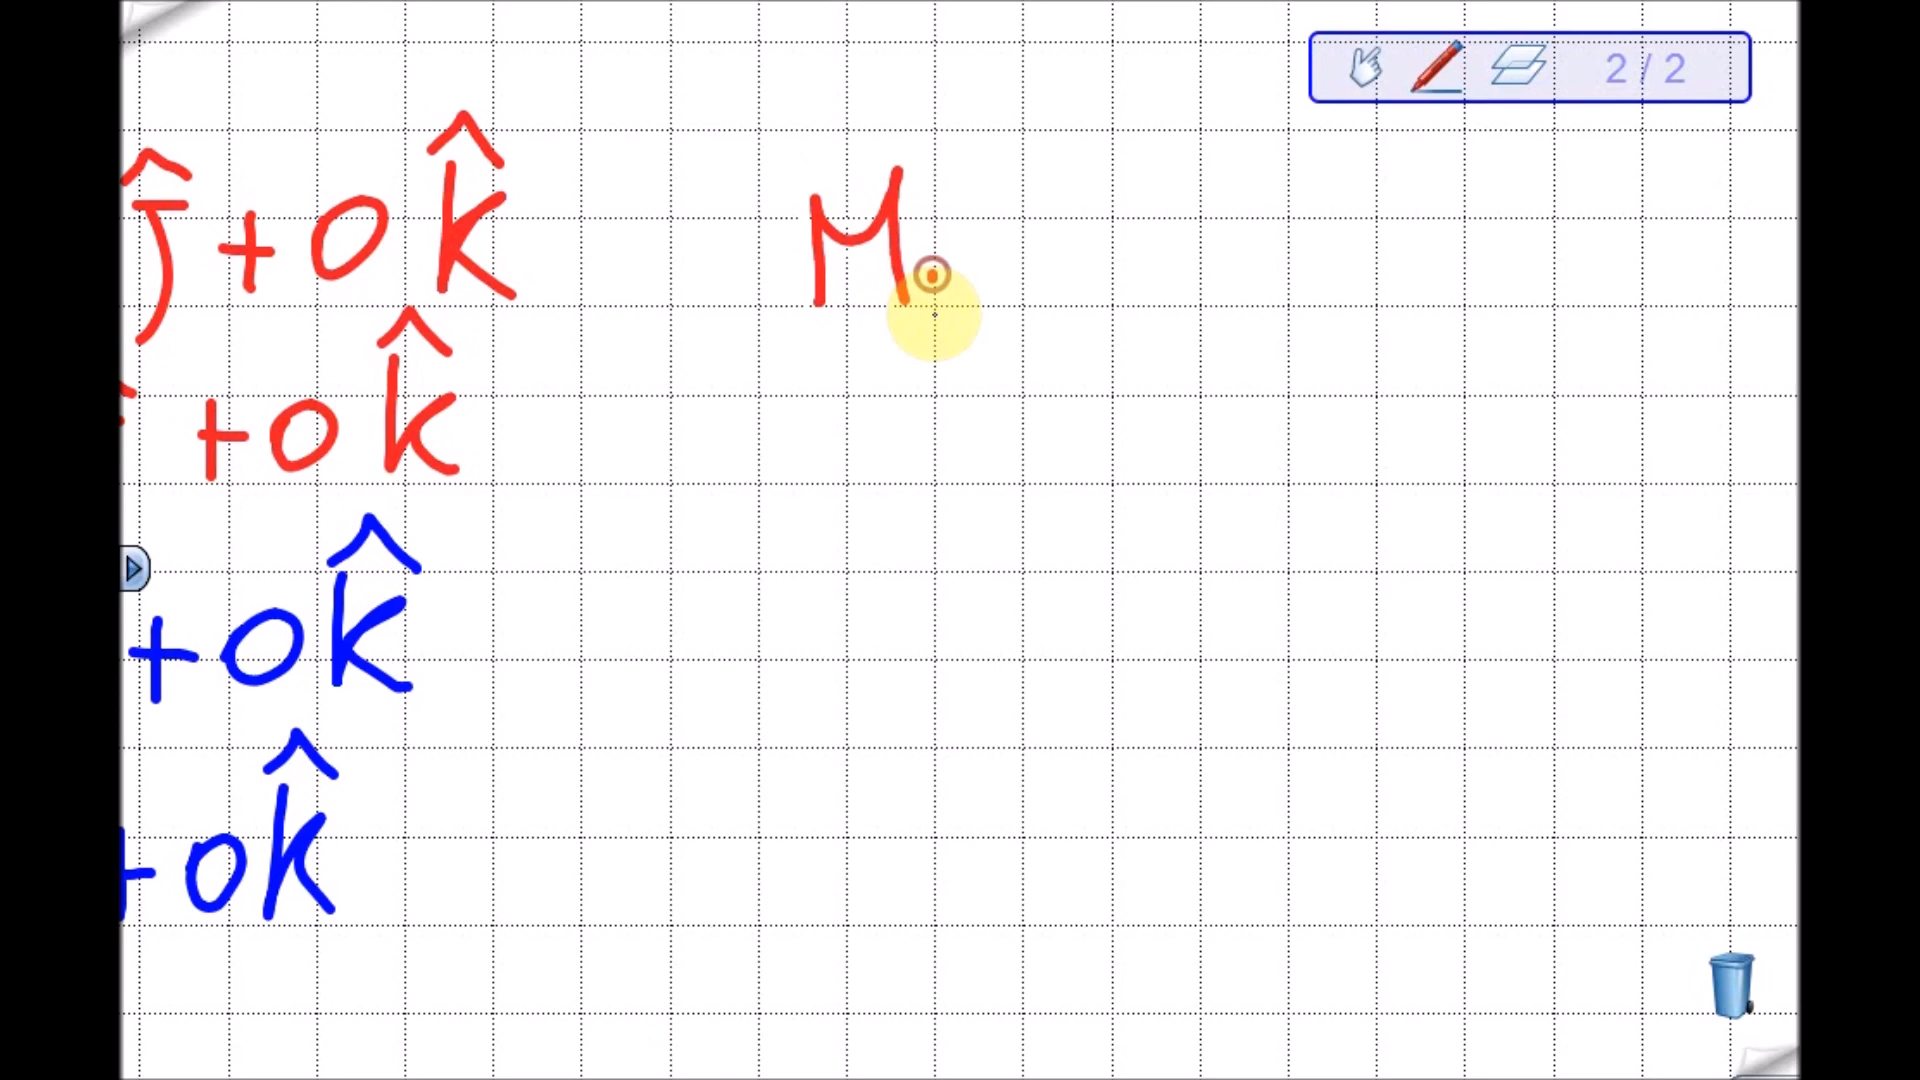 2 / 2
ĵ + 0 k̂ M
+ 0 k̂
+ 0 k̂
+ 0 k̂